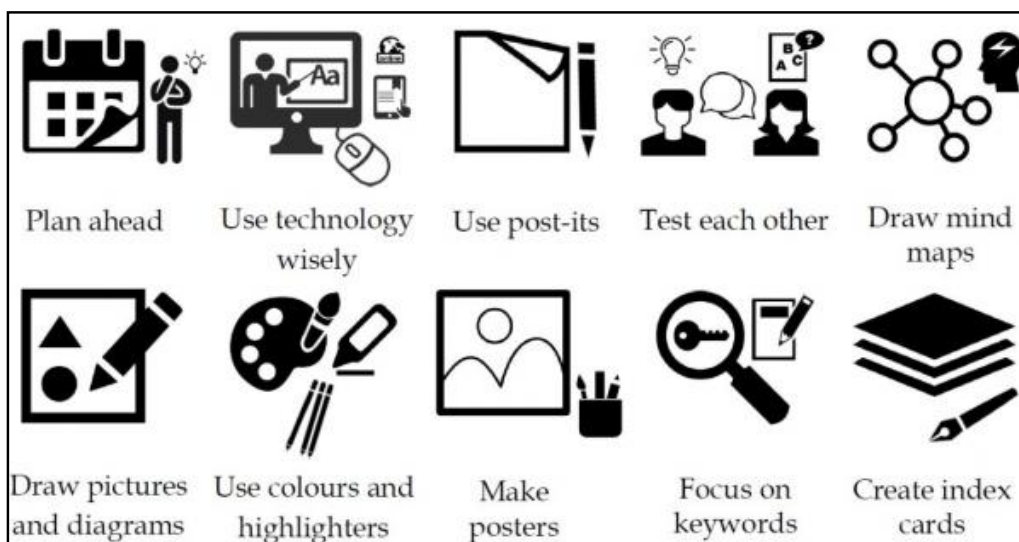 Aa
A B C ?
Plan ahead
Use technology
wisely
Use post-its
Test each other
Draw mind
maps
Draw pictures
and diagrams
Use colours and
highlighters
Make
posters
Focus on
keywords
Create index
cards